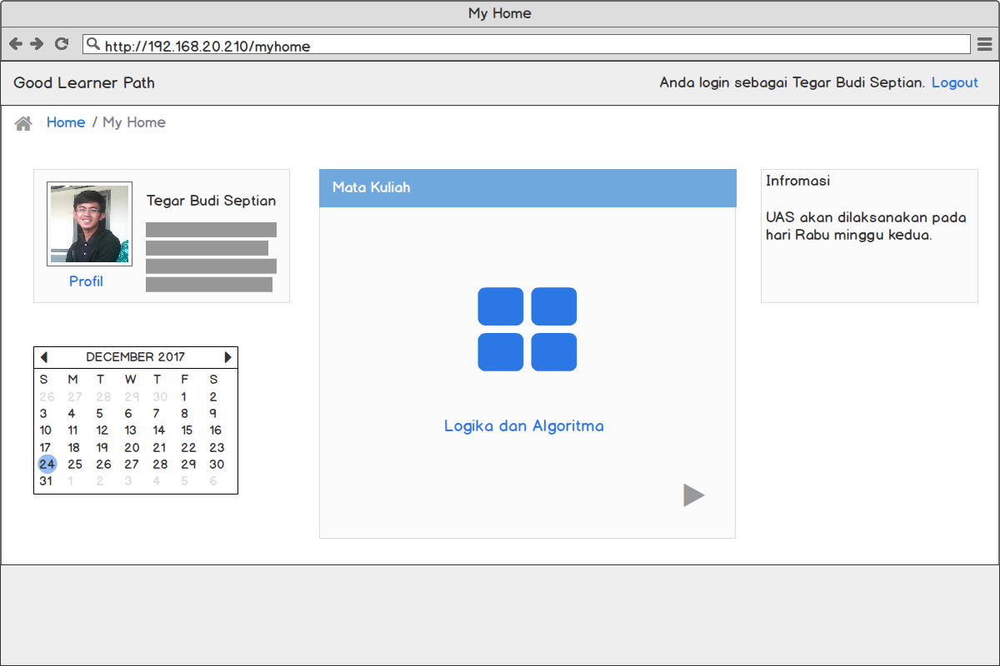 My Home
http://192.168.20.210/myhome
Good Learner Path
Anda login sebagai Tegar Budi Septian. Logout
Home / My Home
Tegar Budi Septian
Profil
DECEMBER 2017
S M T W T F S
26 27 28 29 30 1 2
3 4 5 6 7 8 9
10 11 12 13 14 15 16
17 18 19 20 21 22 23
24 25 26 27 28 29 30
31 1 2 3 4 5 6
Mata Kuliah
Logika dan Algoritma
Infromasi
UAS akan dilaksanakan pada
hari Rabu minggu kedua.